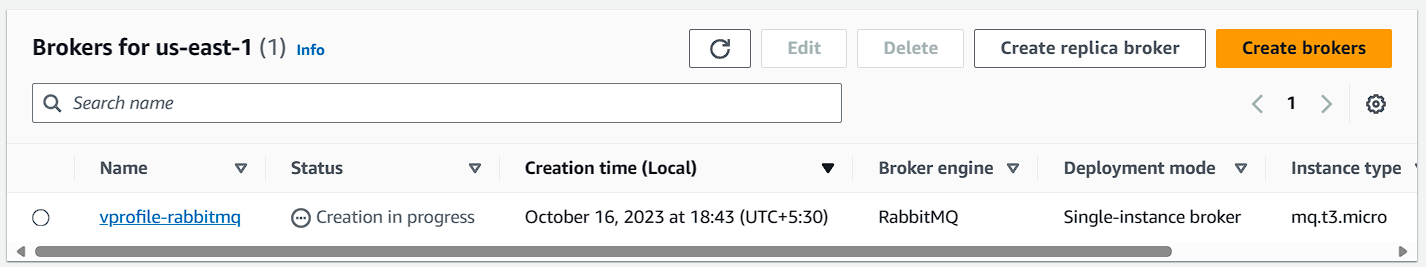 Brokers for us-east-1 (1) Info Edit Delete Create replica broker Create brokers
Search name 1
Name Status Creation time (Local) Broker engine Deployment mode Instance type
vprofile-rabbitmq Creation in progress October 16, 2023 at 18:43 (UTC+5:30) RabbitMQ Single-instance broker mq.t3.micro